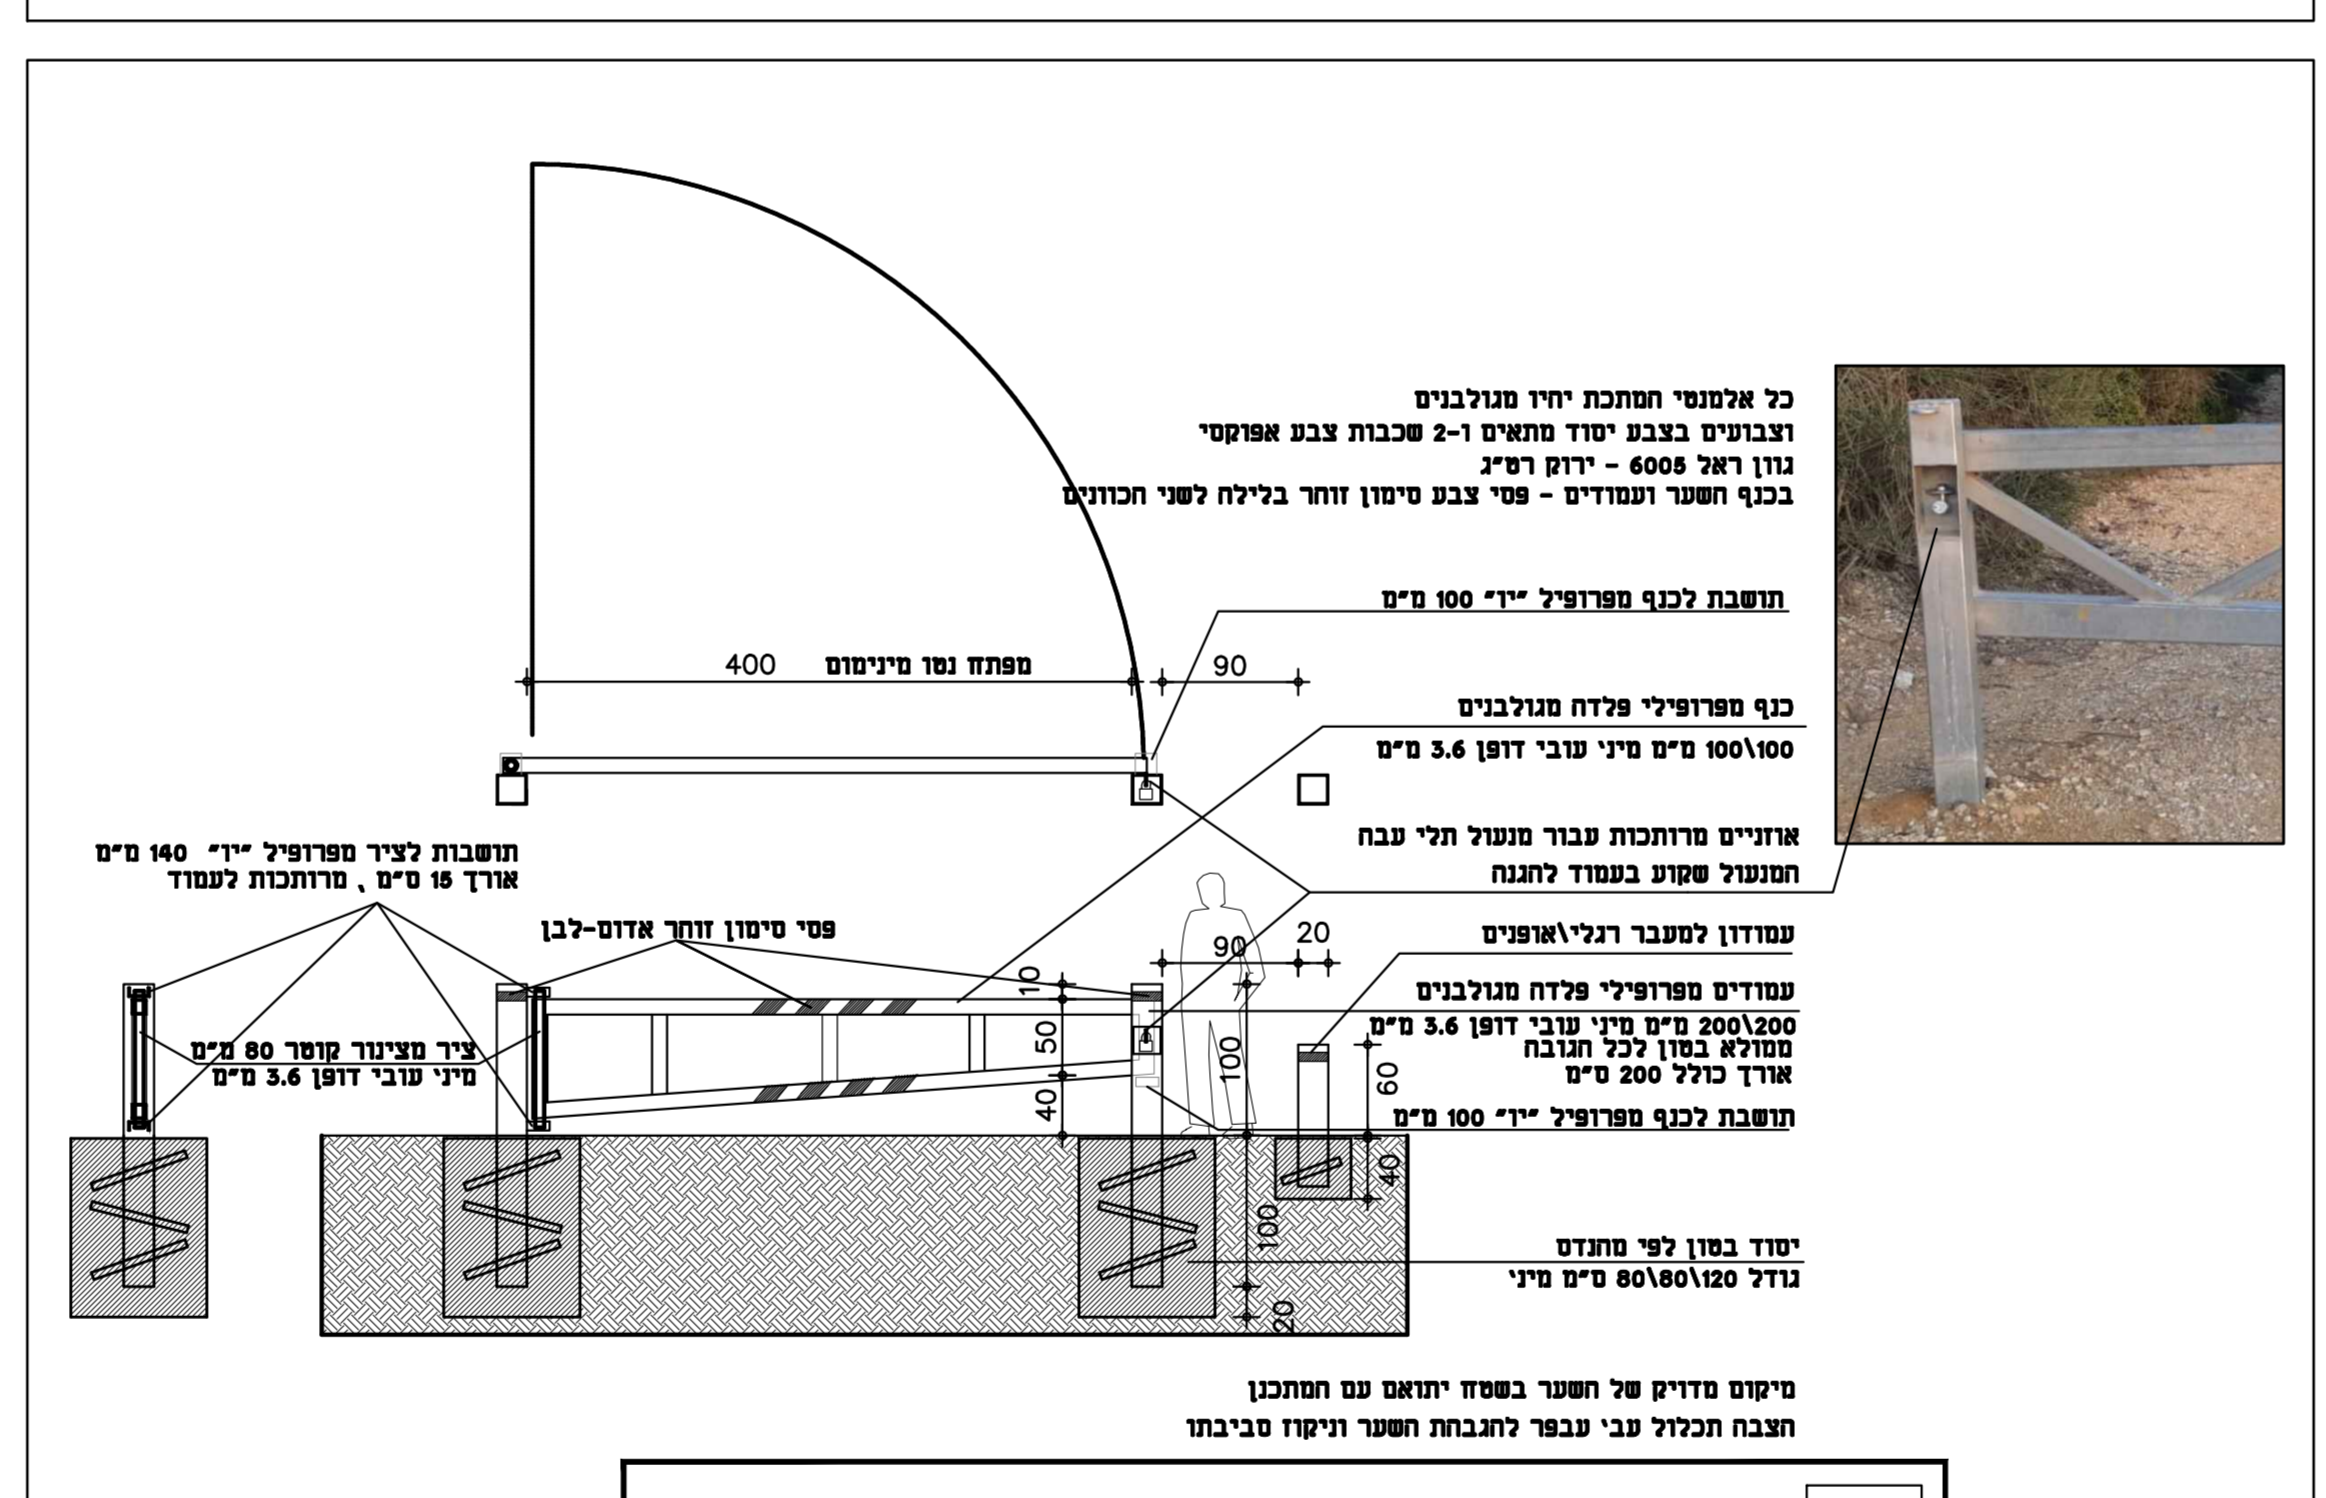 כל אלמנטי המתכת יהיו מגולבנים
וצבועים בצבע יסוד מתאים ו-2 שכבות צבע אפוקסי
גוון ראל 6005 - ירוק רט"ג
בכנף השער ועמודים - פסי צבע סימון זוהר בלילה לשני הכוונים
תושבת לכנף מפרופיל "יו" 100 מ"מ
מפתח נטו מינימום 400
90
כנף מפרופילי פלדה מגולבנים
100\100 מ"מ מיני' עובי דופן 3.6 מ"מ
אוזניים מרותכות עבור מנעול תלי עבה
המנעול שקוע בעמוד להגנה
תושבות לציר מפרופיל "יו" 140 מ"מ
אורך 15 ס"מ , מרותכות לעמוד
פסי סימון זוהר אדום-לבן
עמודון למעבר רגלי\אופנים
90
20
10
50
40
100
60
40
100
20
עמודים מפרופילי פלדה מגולבנים
200\200 מ"מ מיני' עובי דופן 3.6 מ"מ
ממולא בטון לכל הגובה
אורך כולל 200 ס"מ
ציר מצינור קוטר 80 מ"מ
מיני' עובי דופן 3.6 מ"מ
תושבת לכנף מפרופיל "יו" 100 מ"מ
יסוד בטון לפי מהנדס
גודל 80\80\120 ס"מ מיני'
מיקום מדויק של השער בשטח יתואם עם המתכנן
הצבה תכלול עב' עבפר להגבהת השער וניקוז סביבתו